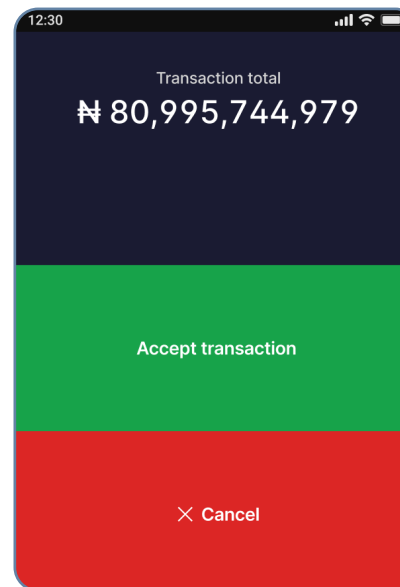 12:30
Transaction total
₦ 80,995,744,979
Accept transaction
Cancel